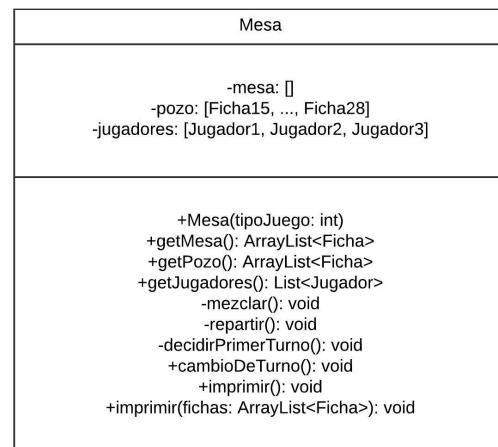 Mesa
-mesa: []
-pozo: [Ficha15, ..., Ficha28]
-jugadores: [Jugador1, Jugador2, Jugador3]
+Mesa(tipoJuego: int)
+getMesa(): ArrayList<Ficha>
+getPozo(): ArrayList<Ficha>
+getJugadores(): List<Jugador>
-mezclar(): void
-repartir(): void
-decidirPrimerTurno(): void
+cambioDeTurno(): void
+imprimir(): void
+imprimir(fichas: ArrayList<Ficha>): void